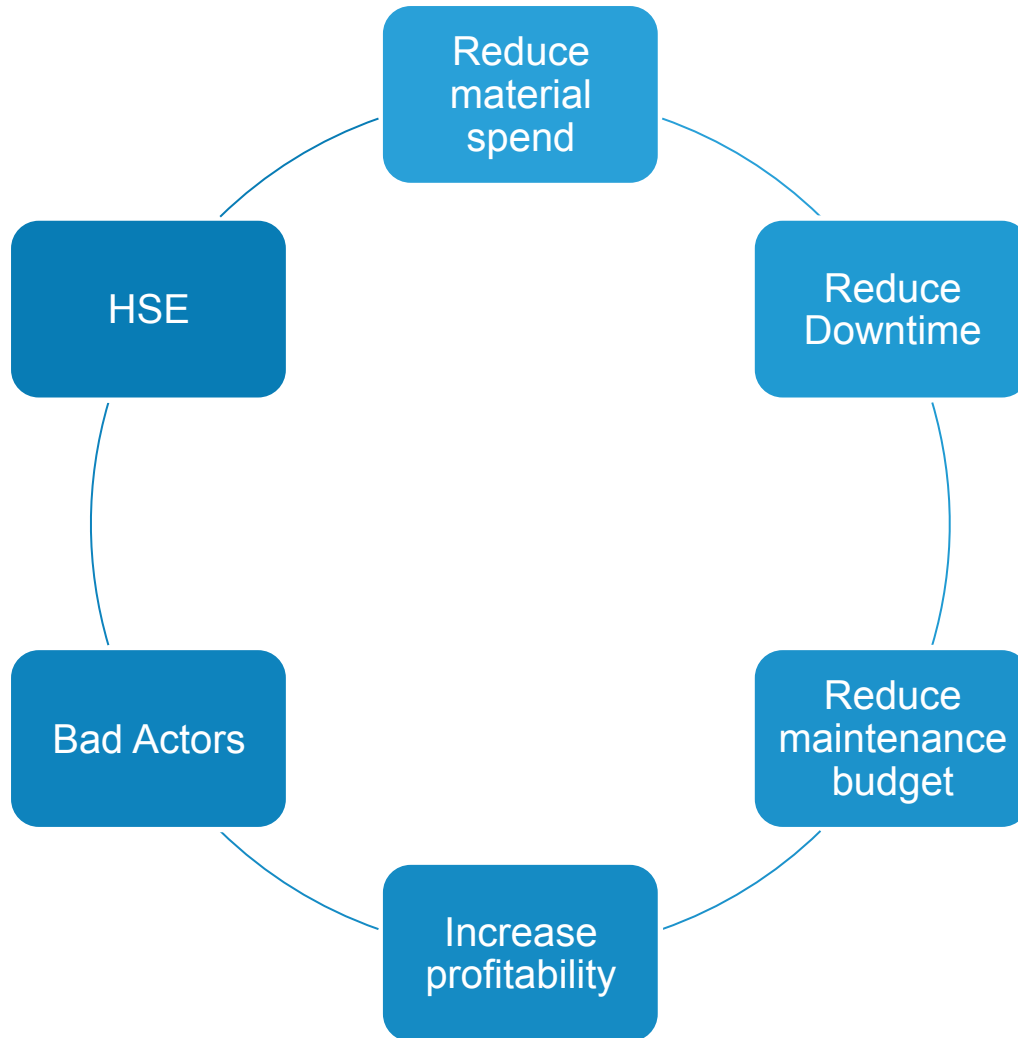 Reduce
material
spend
Reduce
Downtime
Reduce
maintenance
budget
Increase
profitability
Bad Actors
HSE